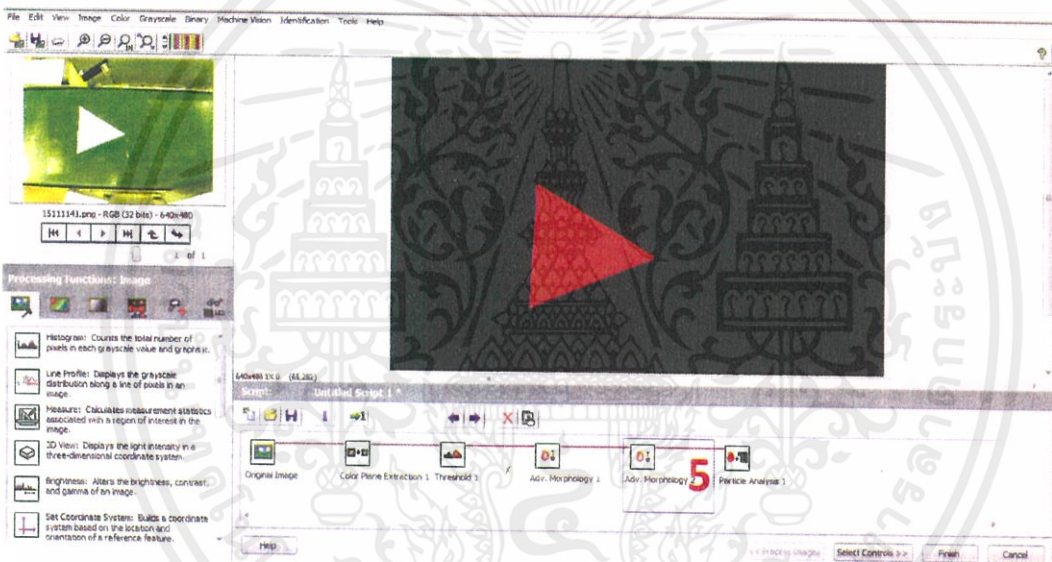 File Edit View Image Color Grayscale Binary Machine Vision Identification Tools Help
15111141.png - RGB (32 bits) - 640x480
1 of 1
Processing Functions: Image
Histogram: Counts the total number of
pixels in each grayscale value and graphs it.
Line Profile: Displays the grayscale
distribution along a line of pixels in an
image.
Measure: Calculates measurement statistics
associated with a region of interest in the
image.
3D View: Displays the light intensity in a
three-dimensional coordinate system.
Brightness: Alters the brightness, contrast,
and gamma of an image.
Set Coordinate System: Builds a coordinate
system based on the location and
orientation of a reference feature.
640x480
Script: Untitled Script 1 *
Original Image
Color Plane Extraction 1
Threshold 1
Adv. Morphology 1
Adv. Morphology 2
5
Particle Analysis 1
Help
<< Process Images
Select Controls >>
Finish
Cancel